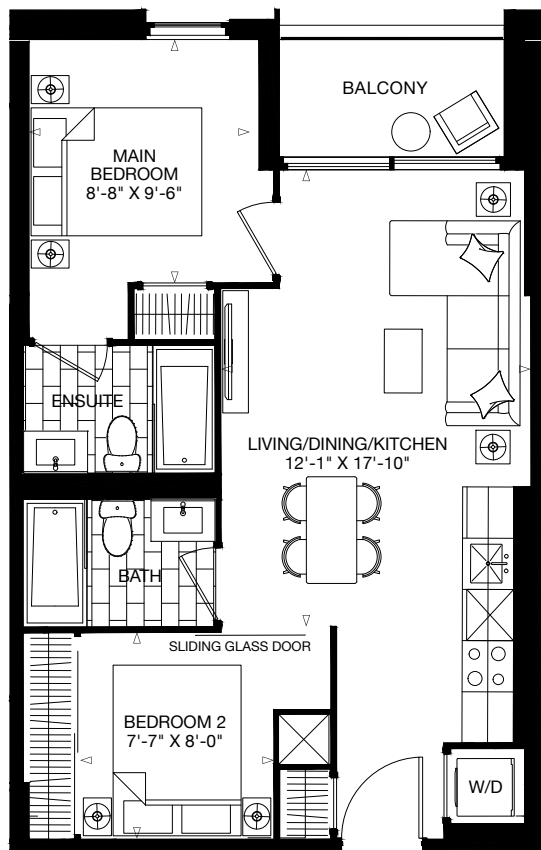 BALCONY
MAIN
BEDROOM
8'-8" X 9'-6"
ENSUITE
LIVING/DINING/KITCHEN
12'-1" X 17'-10"
BATH
SLIDING GLASS DOOR
BEDROOM 2
7'-7" X 8'-0"
W/D